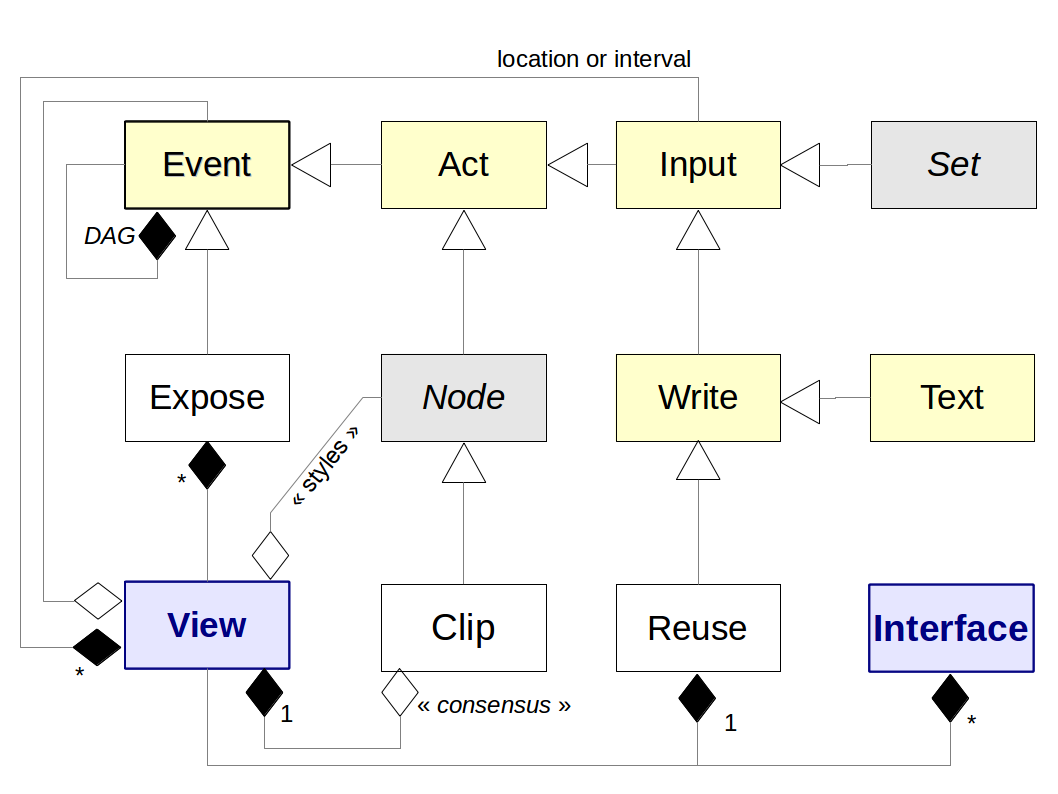 location or interval
Event
Act
Input
Set
DAG
Expose
Node
Write
Text
« styles »
*
View
Clip
Reuse
Interface
*
1
« consensus »
1
*